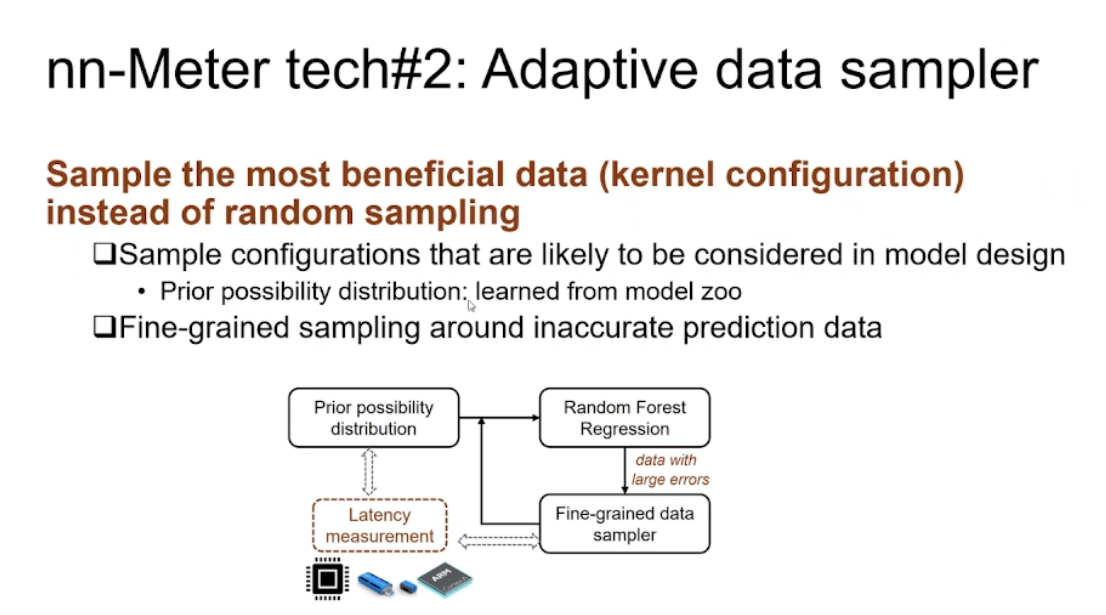 nn-Meter tech#2: Adaptive data sampler
Sample the most beneficial data (kernel configuration)
instead of random sampling
❑Sample configurations that are likely to be considered in model design
• Prior possibility distribution: learned from model zoo
❑Fine-grained sampling around inaccurate prediction data
Prior possibility
distribution
Random Forest
Regression
data with
large errors
Latency
measurement
Fine-grained data
sampler
ARM